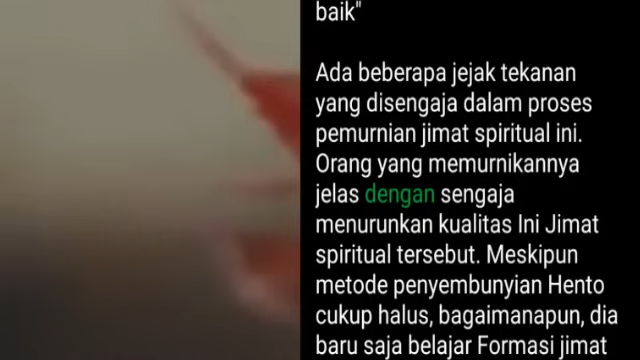 baik"
Ada beberapa jejak tekanan
yang disengaja dalam proses
pemurnian jimat spiritual ini.
Orang yang memurnikannya
jelas dengan sengaja
menurunkan kualitas Ini Jimat
spiritual tersebut. Meskipun
metode penyembunyian Hento
cukup halus, bagaimanapun, dia
baru saja belajar Formasi jimat